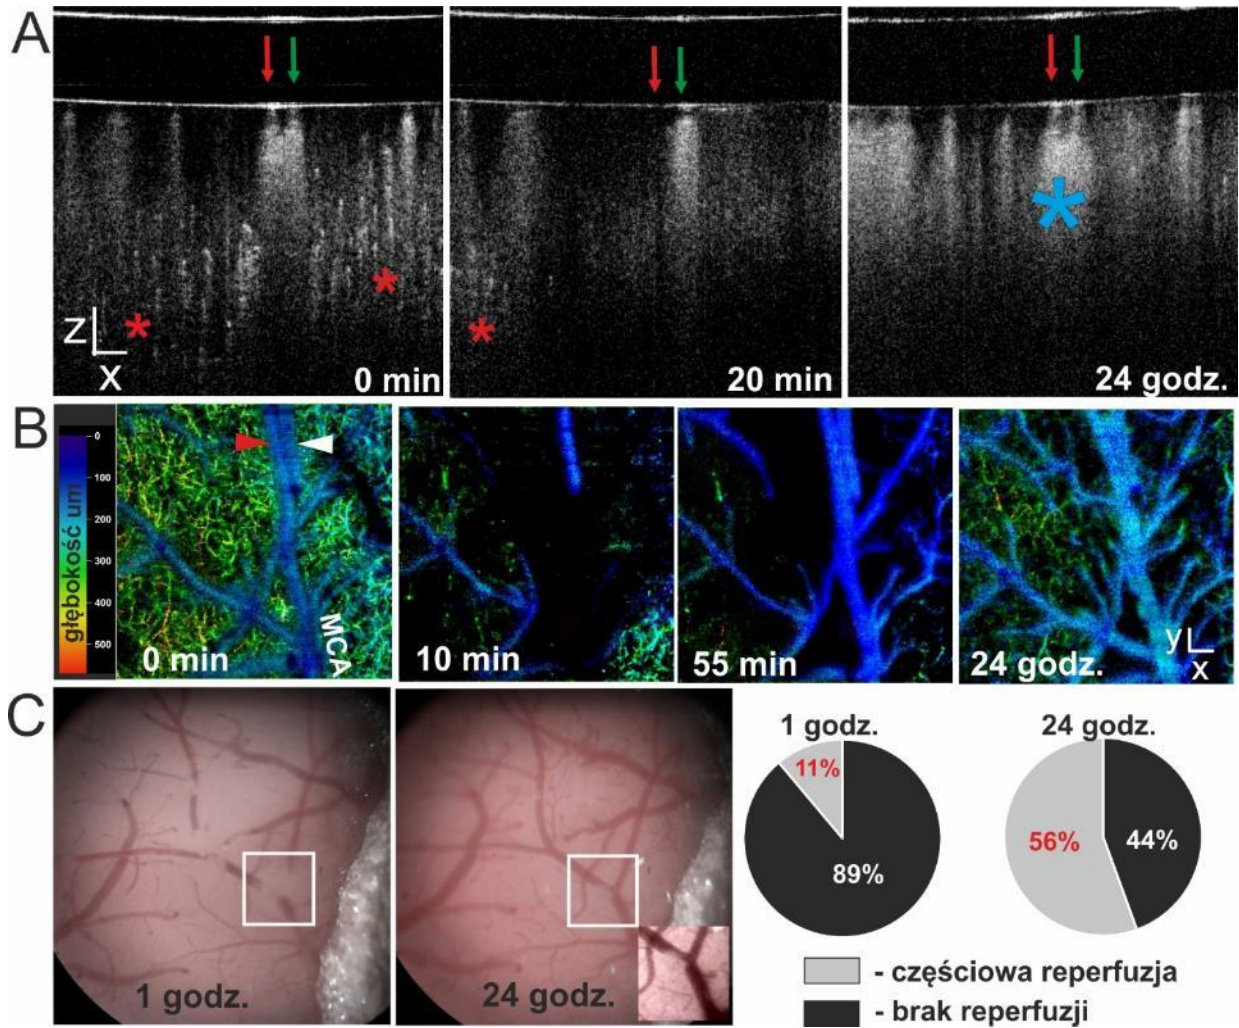 A
Z
X
0 min
20 min
24 godz.
B
głębokość um
0
100
200
300
400
500
MCA
0 min
10 min
55 min
24 godz.
y
x
C
1 godz.
24 godz.
1 godz.
11%
89%
24 godz.
56%
44%
- częściowa reperfuzja
- brak reperfuzji